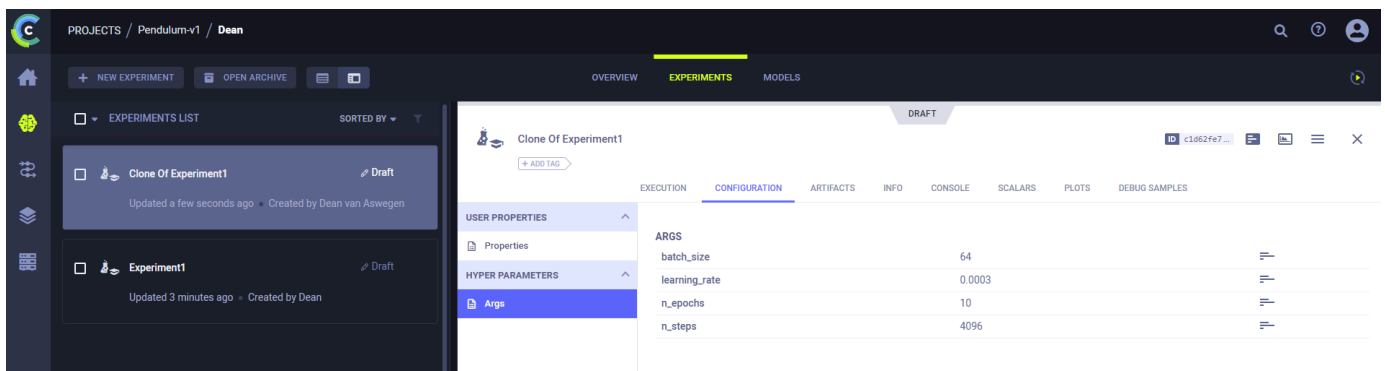 PROJECTS / Pendulum-v1 / Dean
+ NEW EXPERIMENT
OPEN ARCHIVE
OVERVIEW
EXPERIMENTS
MODELS
EXPERIMENTS LIST
SORTED BY
Clone Of Experiment1
Draft
Updated a few seconds ago • Created by Dean van Aswegen
Experiment1
Draft
Updated 3 minutes ago • Created by Dean
DRAFT
Clone Of Experiment1
ID c1d62fe7...
+ ADD TAG
EXECUTION
CONFIGURATION
ARTIFACTS
INFO
CONSOLE
SCALARS
PLOTS
DEBUG SAMPLES
USER PROPERTIES
Properties
HYPER PARAMETERS
Args
ARGS
batch_size 64
learning_rate 0.0003
n_epochs 10
n_steps 4096